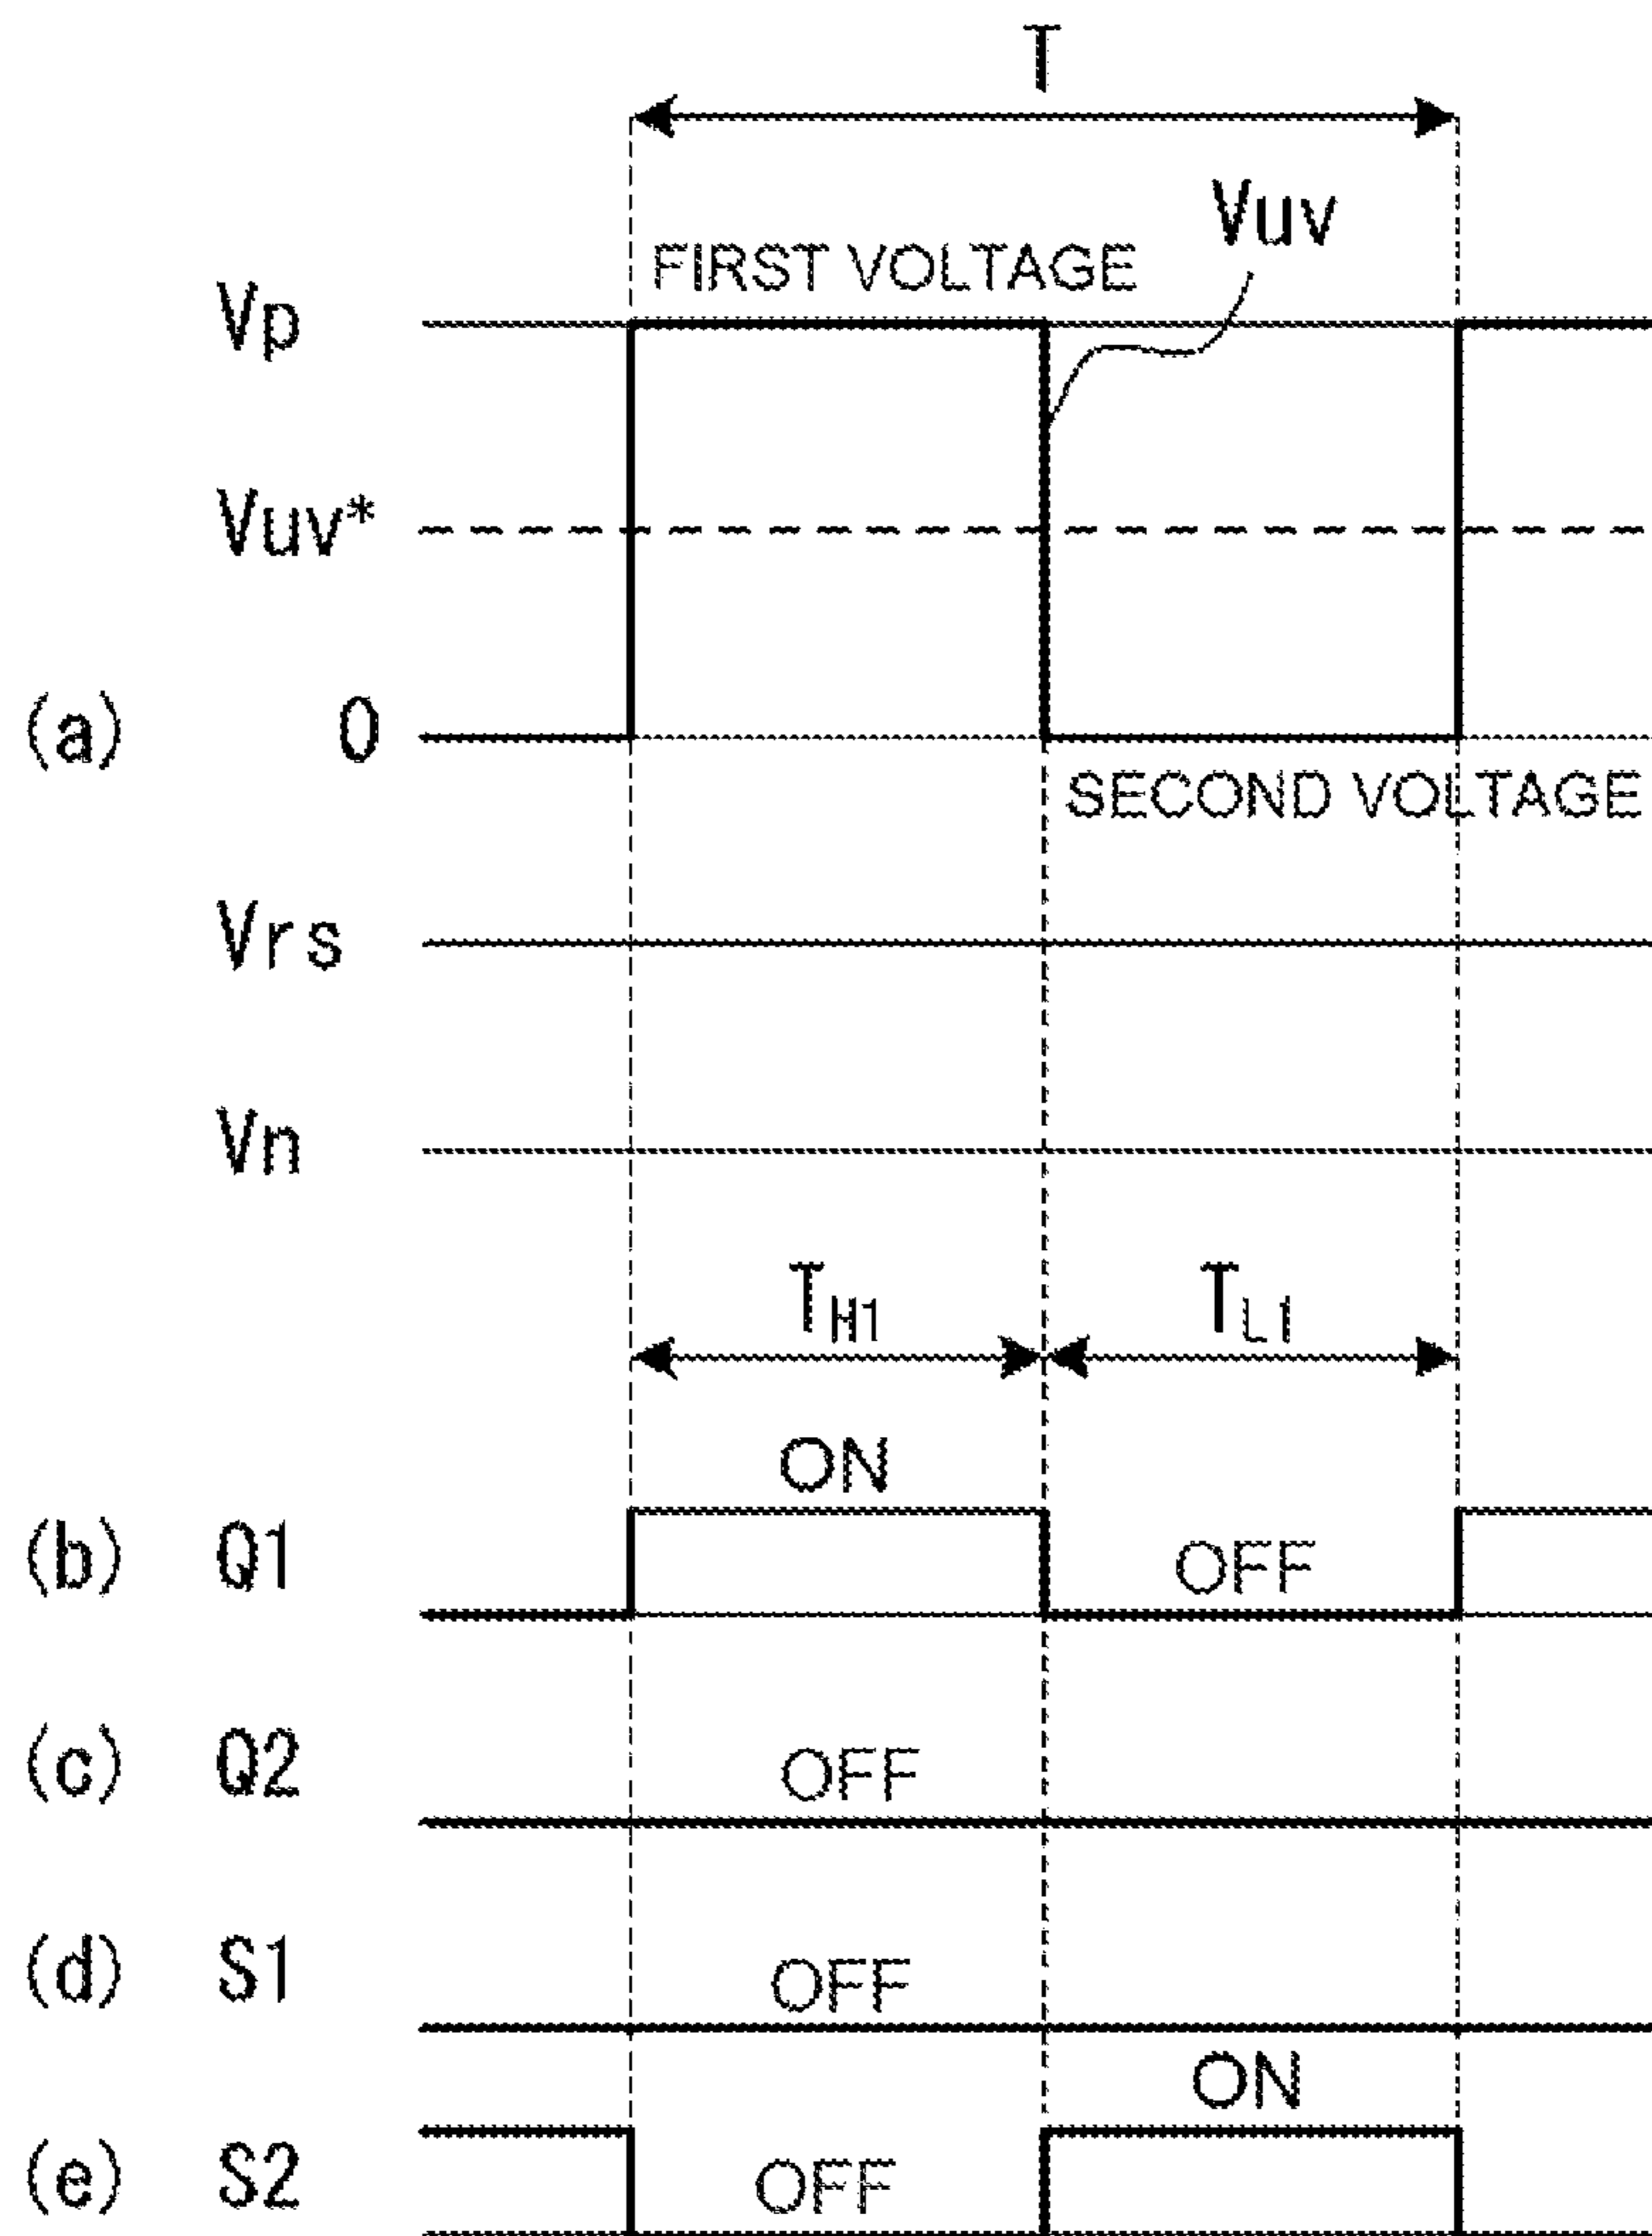 T
Vuv
FIRST VOLTAGE
Vp
Vuv*
(a) 0
SECOND VOLTAGE
Vrs
Vn
TH1 TL1
ON
(b) Q1 OFF
(c) Q2 OFF
(d) S1 OFF
ON
(e) S2 OFF